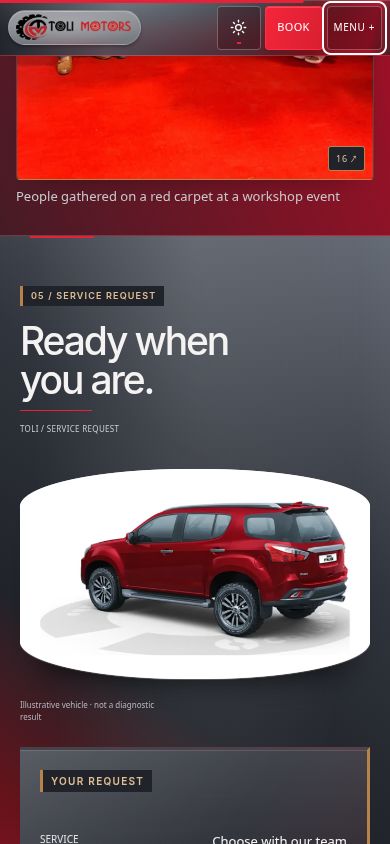 TOLI MOTORS
BOOK
MENU +
16 ↗
People gathered on a red carpet at a workshop event
05 / SERVICE REQUEST
Ready when
you are.
TOLI / SERVICE REQUEST
Illustrative vehicle · not a diagnostic
result
YOUR REQUEST
SERVICE
Choose with our team